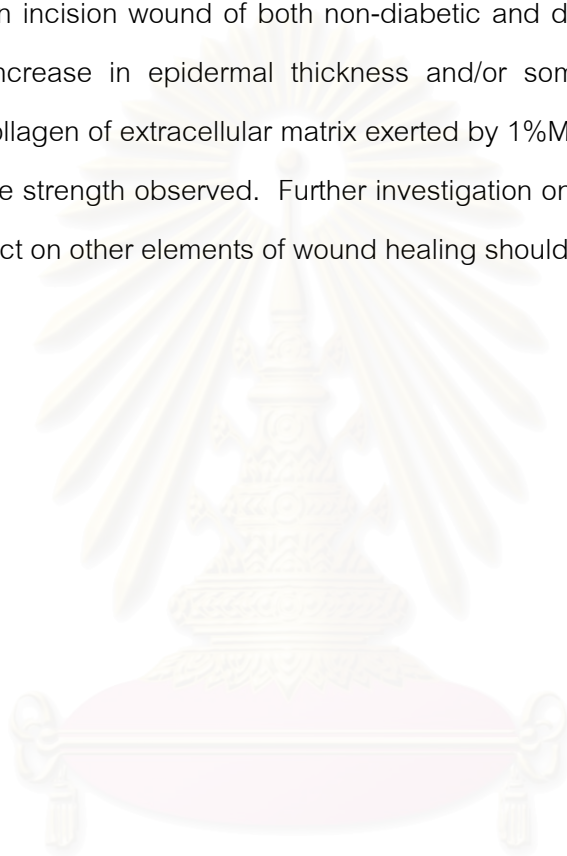 n incision wound of both non-diabetic and d
ncrease in epidermal thickness and/or som
ollagen of extracellular matrix exerted by 1%M
e strength observed. Further investigation on
ct on other elements of wound healing should